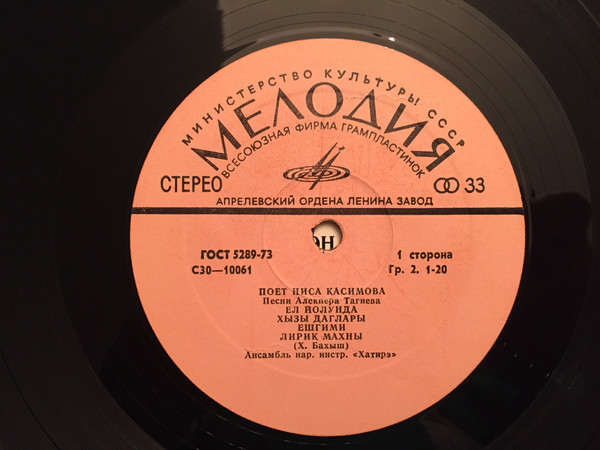 МИНИСТЕРСТВО КУЛЬТУРЫ СССР
МЕЛОДИЯ
ВСЕСОЮЗНАЯ ФИРМА ГРАМПЛАСТИНОК
СТЕРЕО
33
АПРЕЛЕВСКИЙ ОРДЕНА ЛЕНИНА ЗАВОД
ОН
ГОСТ 5289-73
1 сторона
С30—10061
Гр. 2. 1-20
ПОЕТ ЦИСА КАСИМОВА
Песни Алекпера Тагиева
ЕЛ ЙОЛУНДА
ХЫЗЫ ДАГЛАРЫ
ЕШГИМИ
ЛИРИК МАХНЫ
(Х. Бахыш)
Ансамбль нар. инстр. «Хатирэ»